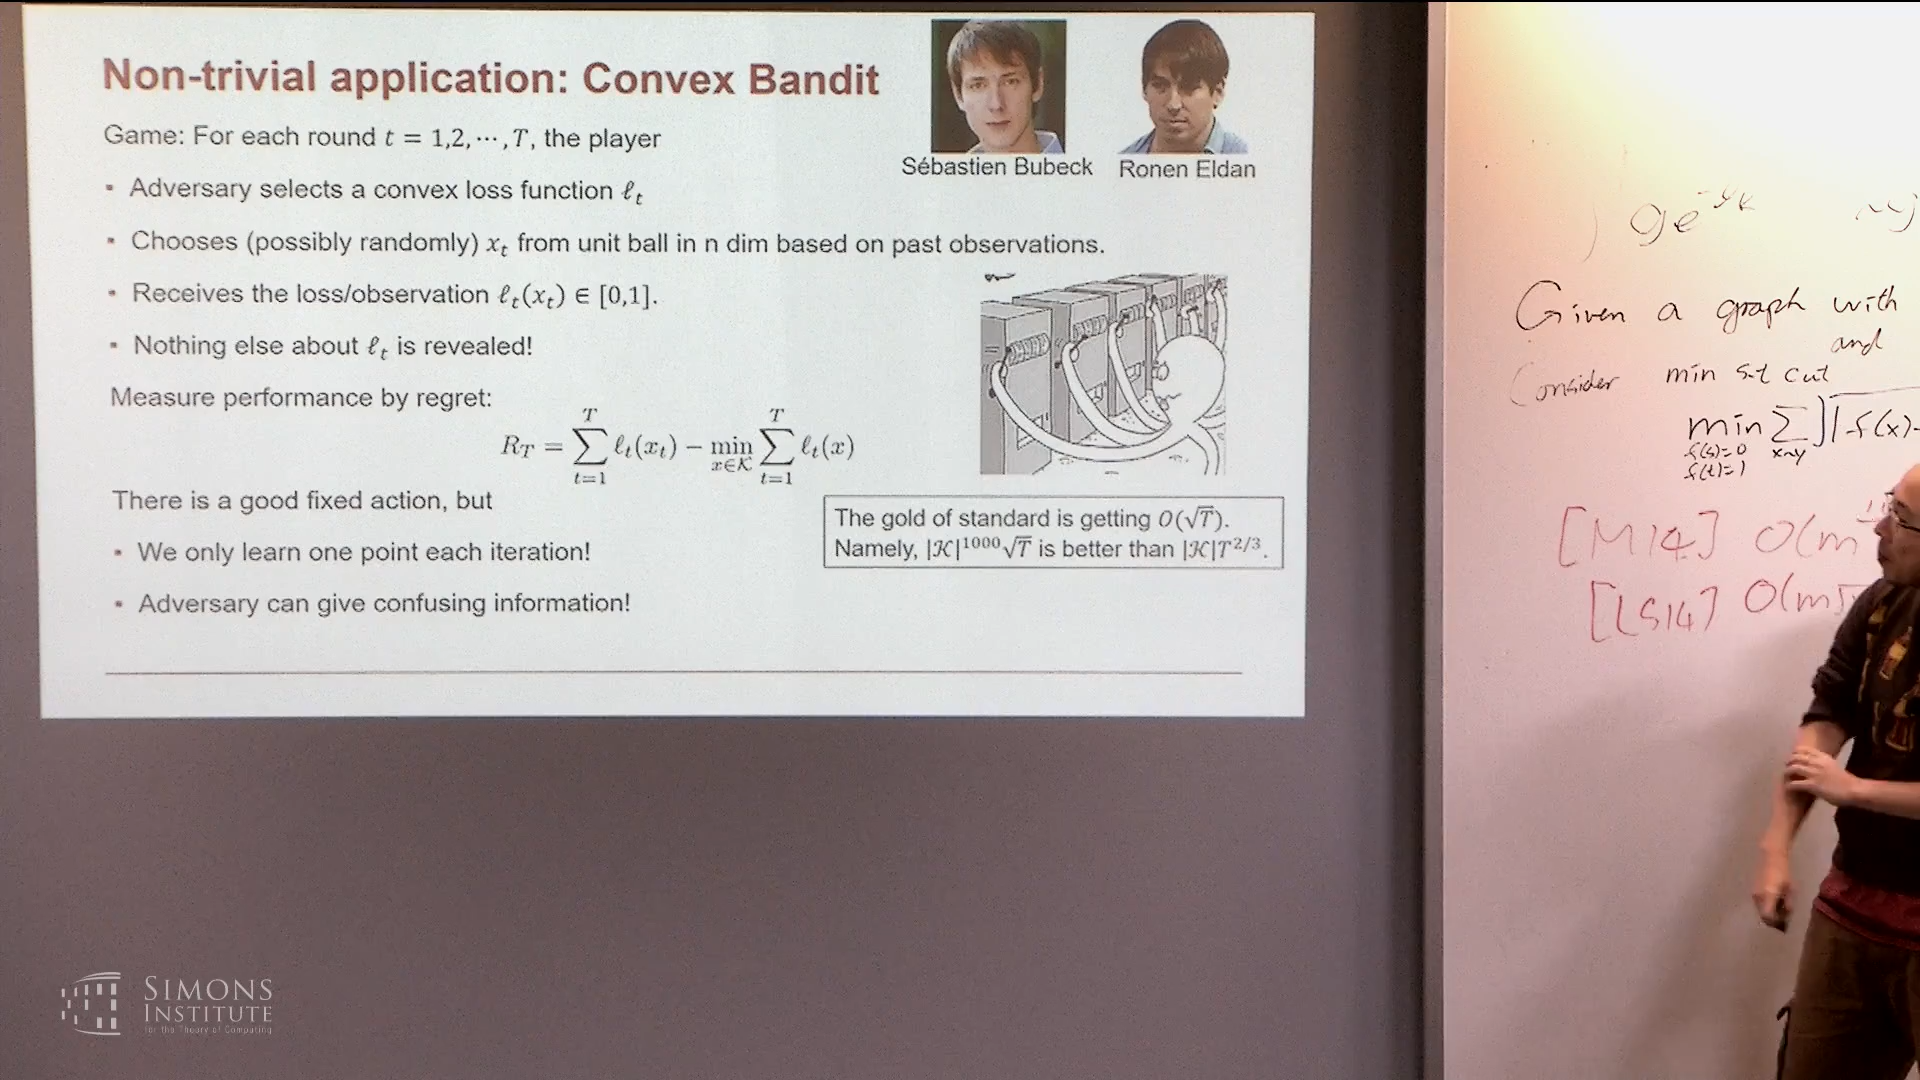 Non-trivial application: Convex Bandit
Game: For each round t = 1,2,⋯,T, the player
▪ Adversary selects a convex loss function ℓ_t
▪ Chooses (possibly randomly) x_t from unit ball in n dim based on past observations.
▪ Receives the loss/observation ℓ_t(x_t) ∈ [0,1].
▪ Nothing else about ℓ_t is revealed!
Measure performance by regret:
R_T = ∑_{t=1}^{T} ℓ_t(x_t) − min_{x∈𝒦} ∑_{t=1}^{T} ℓ_t(x)
There is a good fixed action, but
▪ We only learn one point each iteration!
▪ Adversary can give confusing information!
Sébastien Bubeck
Ronen Eldan
The gold of standard is getting O(√T).
Namely, |𝒦|^1000 √T is better than |𝒦|T^{2/3}.
Given a graph with
and
Consider min s-t cut
min ∑ |f(x)-
f(s)=0 x~y
f(t)=1
[M14] O(m
[LS14] O(m√
SIMONS
INSTITUTE
for the Theory of Computing